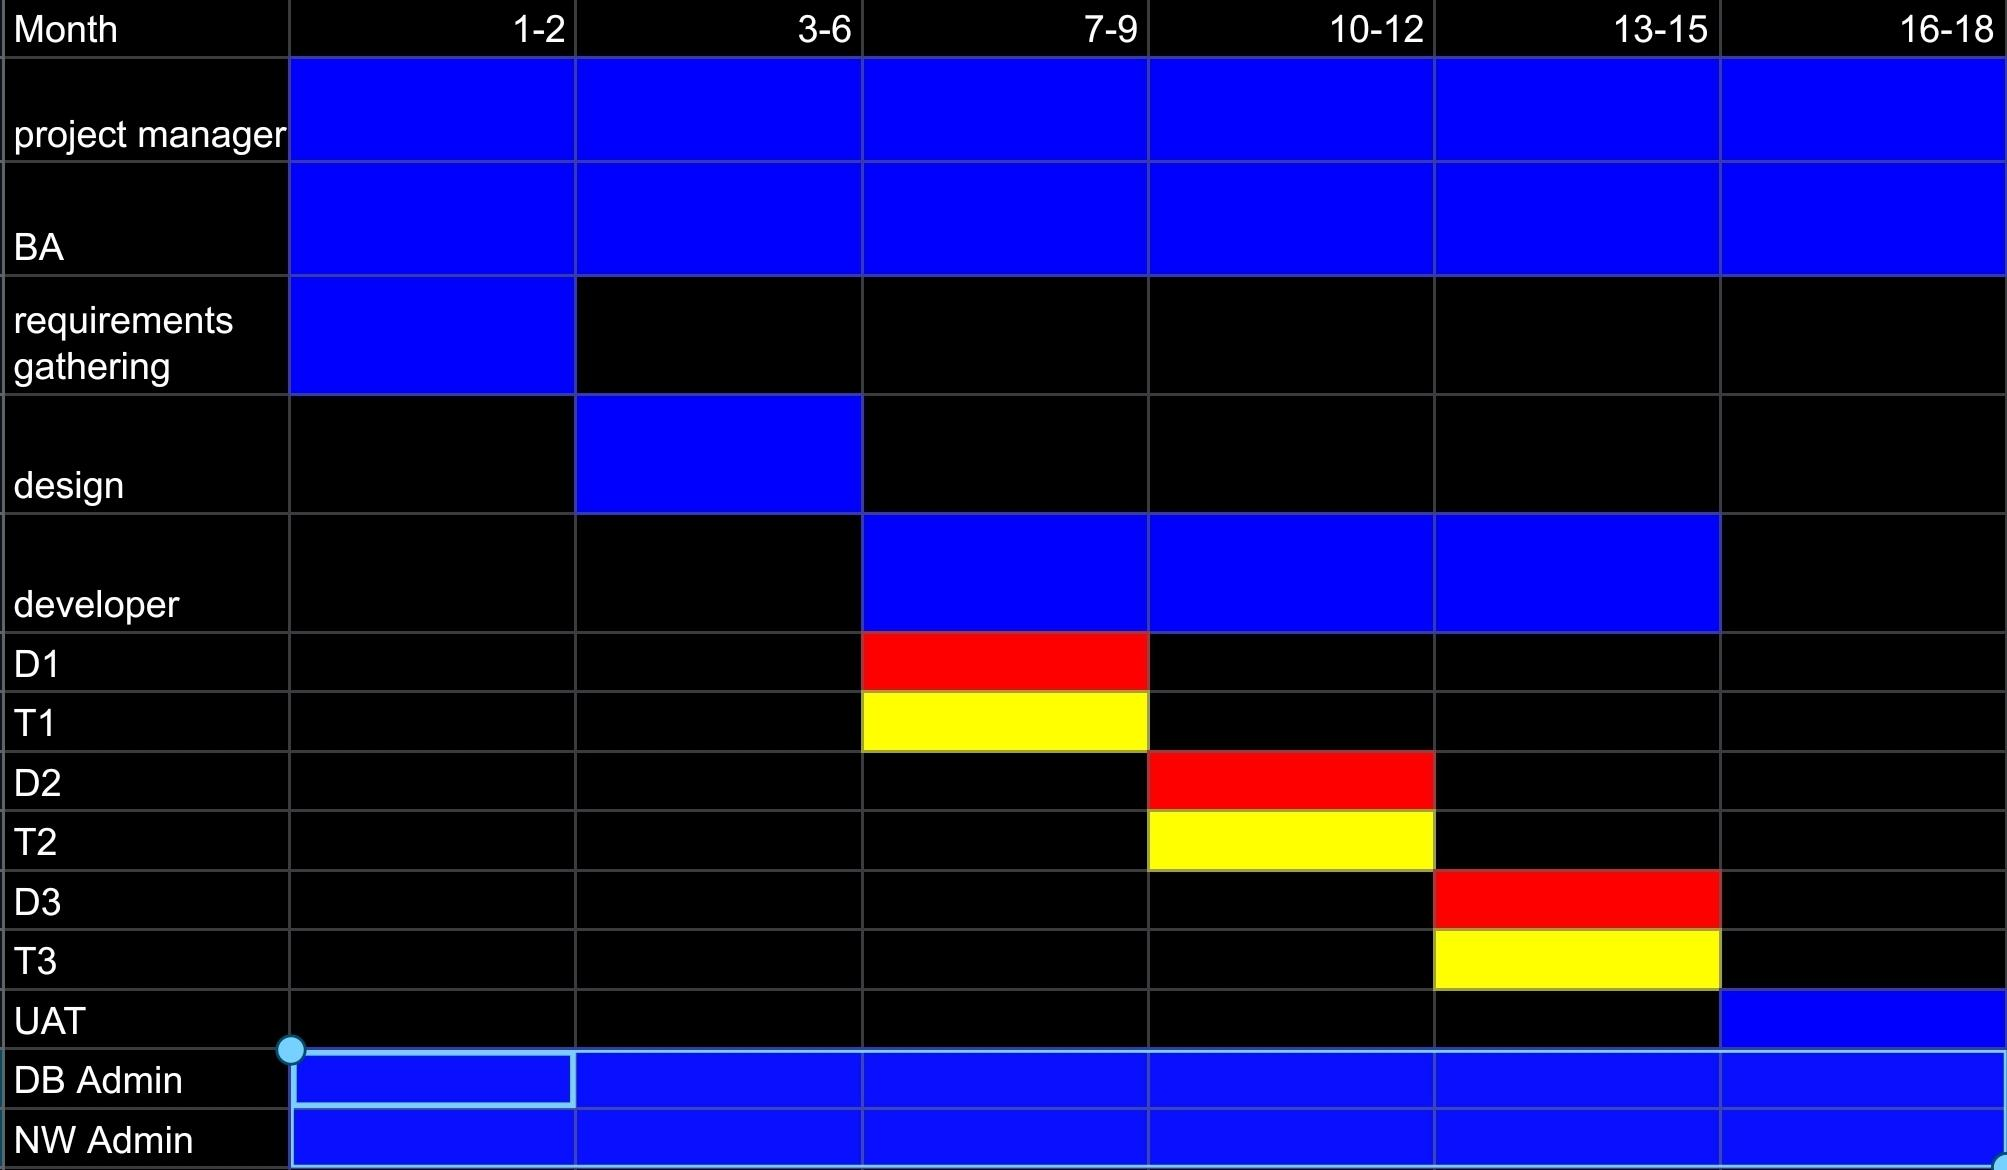 Month 1-2 3-6 7-9 10-12 13-15 16-18
project manager
BA
requirements
gathering
design
developer
D1
T1
D2
T2
D3
T3
UAT
DB Admin
NW Admin